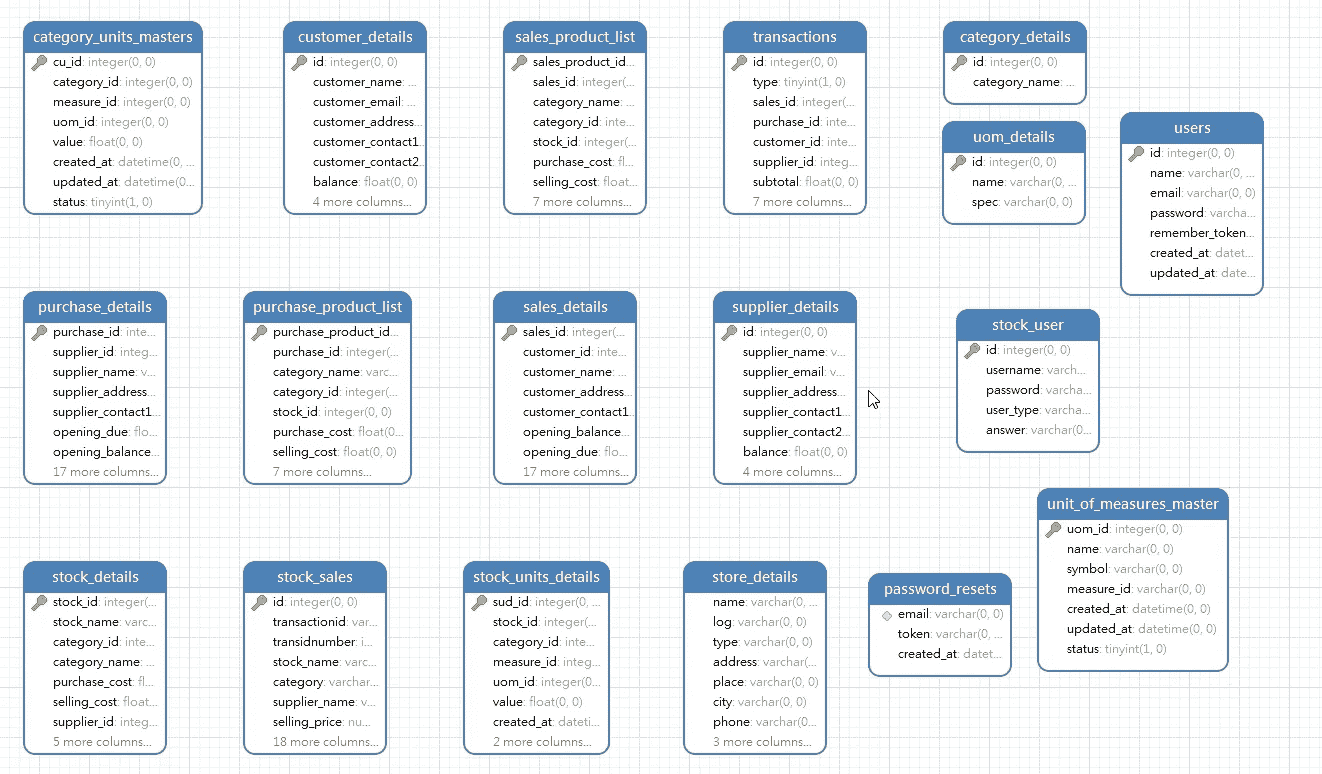 category_units_masters
cu_id: integer(0, 0)
category_id: integer(0, 0)
measure_id: integer(0, 0)
uom_id: integer(0, 0)
value: float(0, 0)
created_at: datetime(0, ...
updated_at: datetime(0...
status: tinyint(1, 0)
customer_details
id: integer(0, 0)
customer_name: ...
customer_email: ...
customer_address...
customer_contact1...
customer_contact2...
balance: float(0, 0)
4 more columns...
sales_product_list
sales_product_id...
sales_id: integer(...
category_name: ...
category_id: inte...
stock_id: integer(...
purchase_cost: fl...
selling_cost: float...
7 more columns...
transactions
id: integer(0, 0)
type: tinyint(1, 0)
sales_id: integer(...
purchase_id: inte...
customer_id: inte...
supplier_id: integ...
subtotal: float(0, 0)
7 more columns...
category_details
id: integer(0, 0)
category_name: ...
uom_details
id: integer(0, 0)
name: varchar(0, ...
spec: varchar(0, 0)
users
id: integer(0, 0)
name: varchar(0, ...
email: varchar(0, 0)
password: varcha...
remember_token...
created_at: datet...
updated_at: date...
purchase_details
purchase_id: inte...
supplier_id: integ...
supplier_name: v...
supplier_address...
supplier_contact1...
opening_due: flo...
opening_balance...
17 more columns...
purchase_product_list
purchase_product_id...
purchase_id: integer(...
category_name: varc...
category_id: integer(...
stock_id: integer(0, 0)
purchase_cost: float(0...
selling_cost: float(0, 0)
7 more columns...
sales_details
sales_id: integer(...
customer_id: inte...
customer_name: ...
customer_address...
customer_contact1...
opening_balance...
opening_due: flo...
17 more columns...
supplier_details
id: integer(0, 0)
supplier_name: v...
supplier_email: v...
supplier_address...
supplier_contact1...
supplier_contact2...
balance: float(0, 0)
4 more columns...
stock_user
id: integer(0, 0)
username: varch...
password: varcha...
user_type: varcha...
answer: varchar(0...
unit_of_measures_master
uom_id: integer(0, 0)
name: varchar(0, 0)
symbol: varchar(0, 0)
measure_id: varchar(0, 0)
created_at: datetime(0, 0)
updated_at: datetime(0, 0)
status: tinyint(1, 0)
stock_details
stock_id: integer(...
stock_name: varc...
category_id: inte...
category_name: ...
purchase_cost: fl...
selling_cost: float...
supplier_id: integ...
5 more columns...
stock_sales
id: integer(0, 0)
transactionid: var...
transidnumber: i...
stock_name: varc...
category: varchar...
supplier_name: v...
selling_price: nu...
18 more columns...
stock_units_details
sud_id: integer(0, ...
stock_id: integer(...
category_id: inte...
measure_id: integ...
uom_id: integer(0...
value: float(0, 0)
created_at: dateti...
2 more columns...
store_details
name: varchar(0, ...
log: varchar(0, 0)
type: varchar(0, 0)
address: varchar(...
place: varchar(0, 0)
city: varchar(0, 0)
phone: varchar(0...
3 more columns...
password_resets
email: varchar(0, 0)
token: varchar(0, ...
created_at: datet...